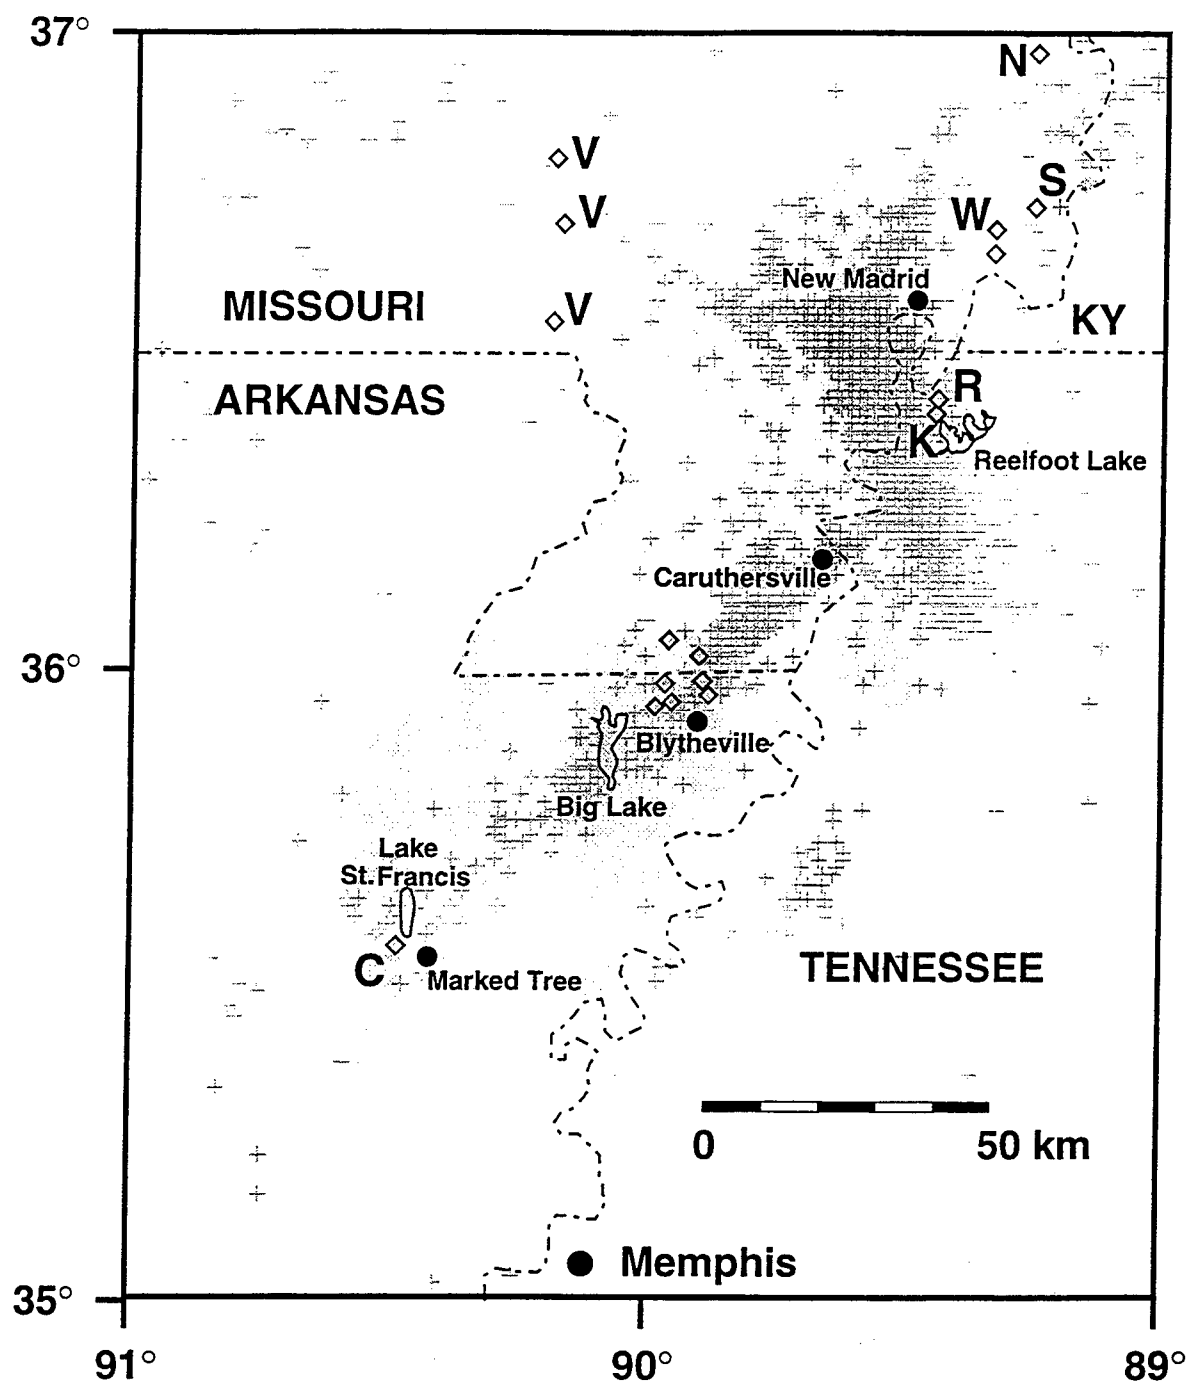 37°
N
V
S
V
W
New Madrid
MISSOURI
V
KY
ARKANSAS
R
K
Reelfoot Lake
Caruthersville
36°
Blytheville
Big Lake
Lake
St. Francis
C
Marked Tree
TENNESSEE
0 50 km
Memphis
35°
91° 90° 89°